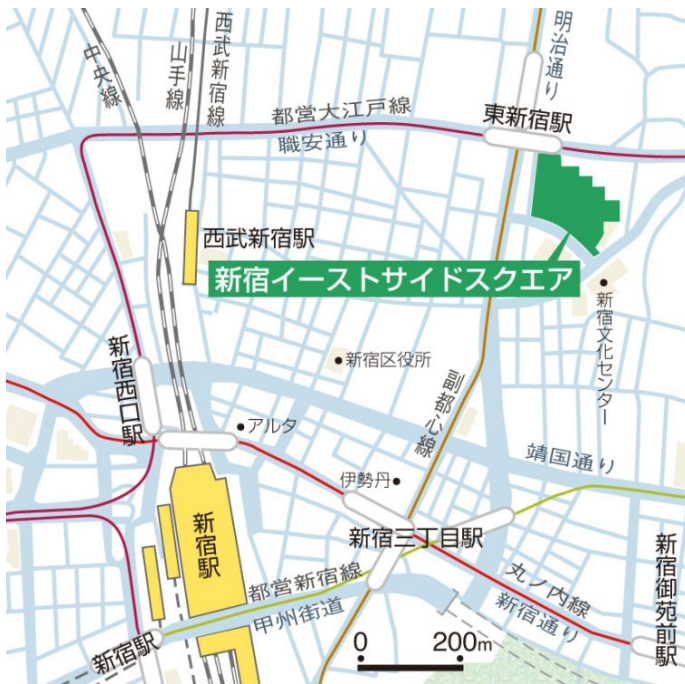 中央線
山手線
西武新宿線
明治通り
都営大江戸線
職安通り
東新宿駅
西武新宿駅
新宿イーストサイドスクエア
新宿文化センター
新宿西口駅
新宿区役所
副都心線
アルタ
靖国通り
伊勢丹
新宿駅
新宿三丁目駅
都営新宿線
甲州街道
丸ノ内線
新宿通り
新宿御苑前駅
新宿駅
0 200m